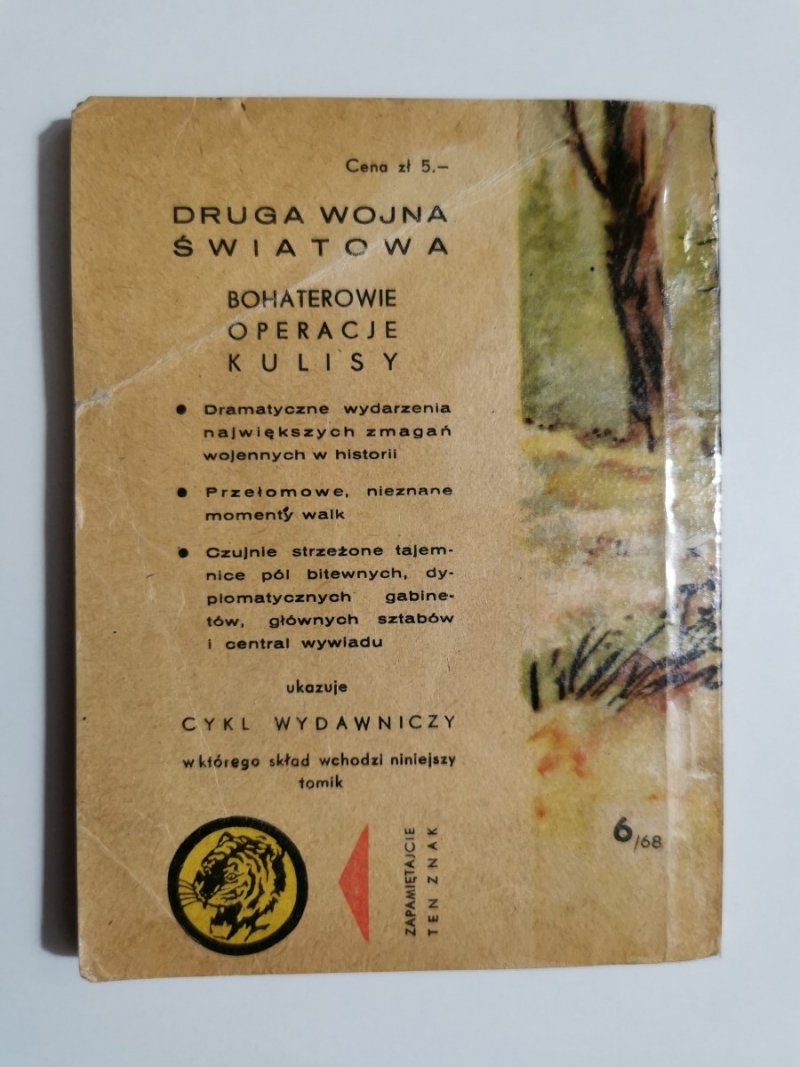 Cena zł 5.—
DRUGA WOJNA
ŚWIATOWA
BOHATEROWIE
OPERACJE
KULISY
● Dramatyczne wydarzenia
największych zmagań
wojennych w historii
● Przełomowe, nieznane
momenty walk
● Czujnie strzeżone tajem-
nice pól bitewnych, dy-
plomatycznych gabine-
tów, głównych sztabów
i central wywiadu
ukazuje
CYKL WYDAWNICZY
w którego skład wchodzi niniejszy
tomik
ZAPAMIĘTAJCIE
TEN ZNAK
6/68